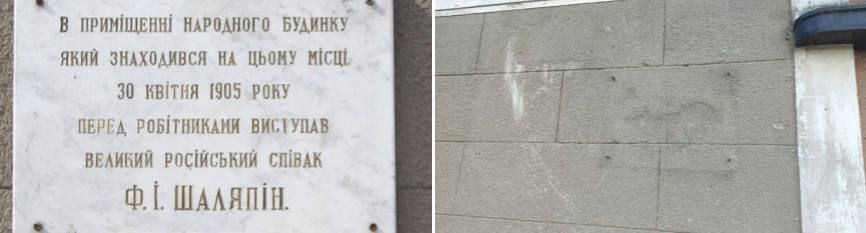 В ПРИМІЩЕННІ НАРОДНОГО БУДИНКУ
ЯКИЙ ЗНАХОДИВСЯ НА ЦЬОМУ МІСЦІ
30 КВІТНЯ 1905 РОКУ
ПЕРЕД РОБІТНИКАМИ ВИСТУПАВ
ВЕЛИКИЙ РОСІЙСЬКИЙ СПІВАК
Ф. І. ШАЛЯПІН.